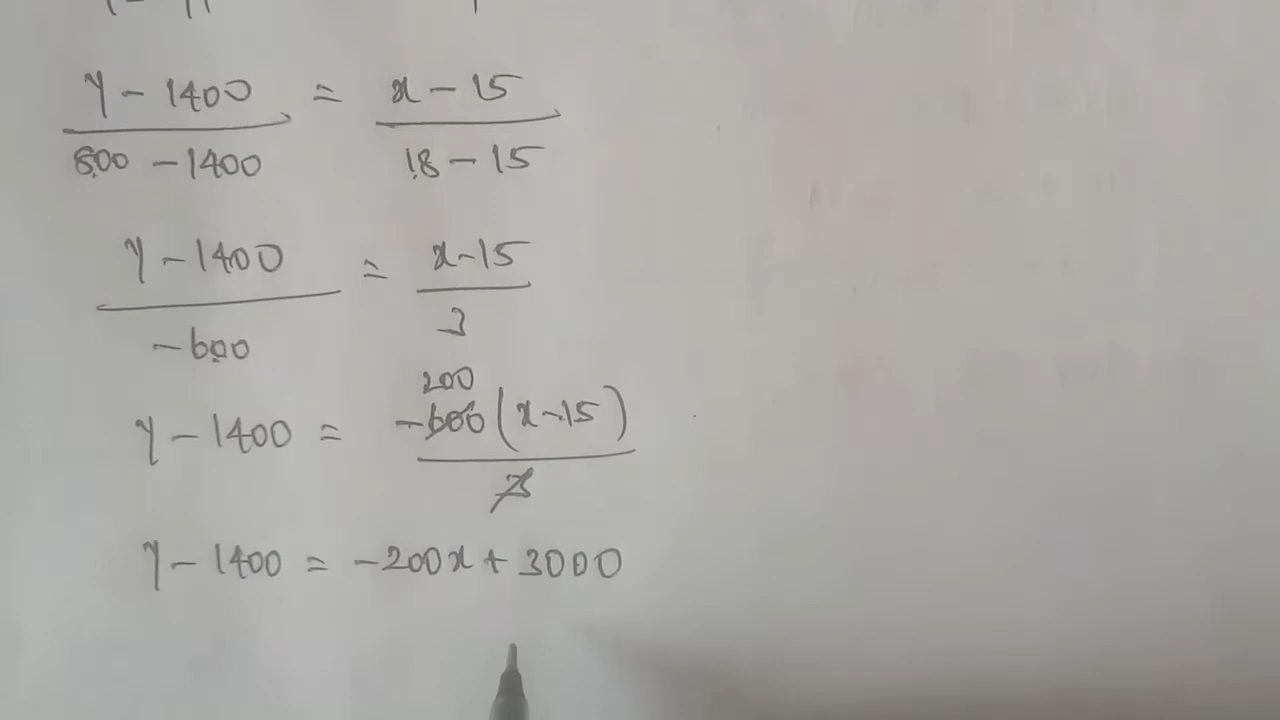 y - 1400 = x - 15
800 - 1400 18 - 15
y - 1400 = x - 15
-600 3
200
y - 1400 = -600 (x - 15)
3
y - 1400 = -200x + 3000